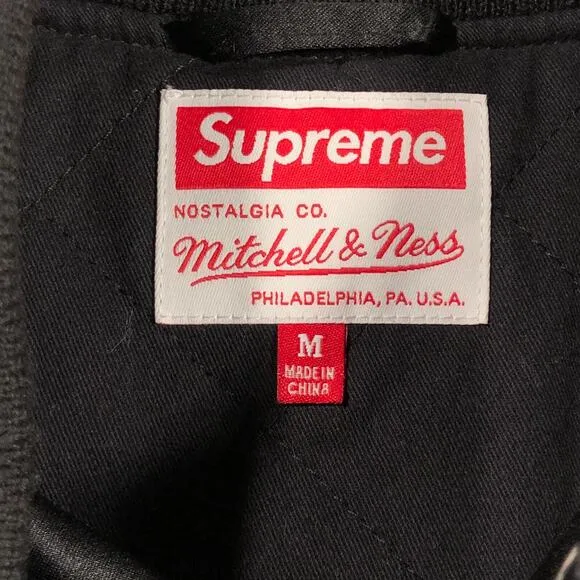 Supreme
NOSTALGIA CO.
Mitchell & Ness
PHILADELPHIA, PA. U.S.A.
M
MADE IN
CHINA